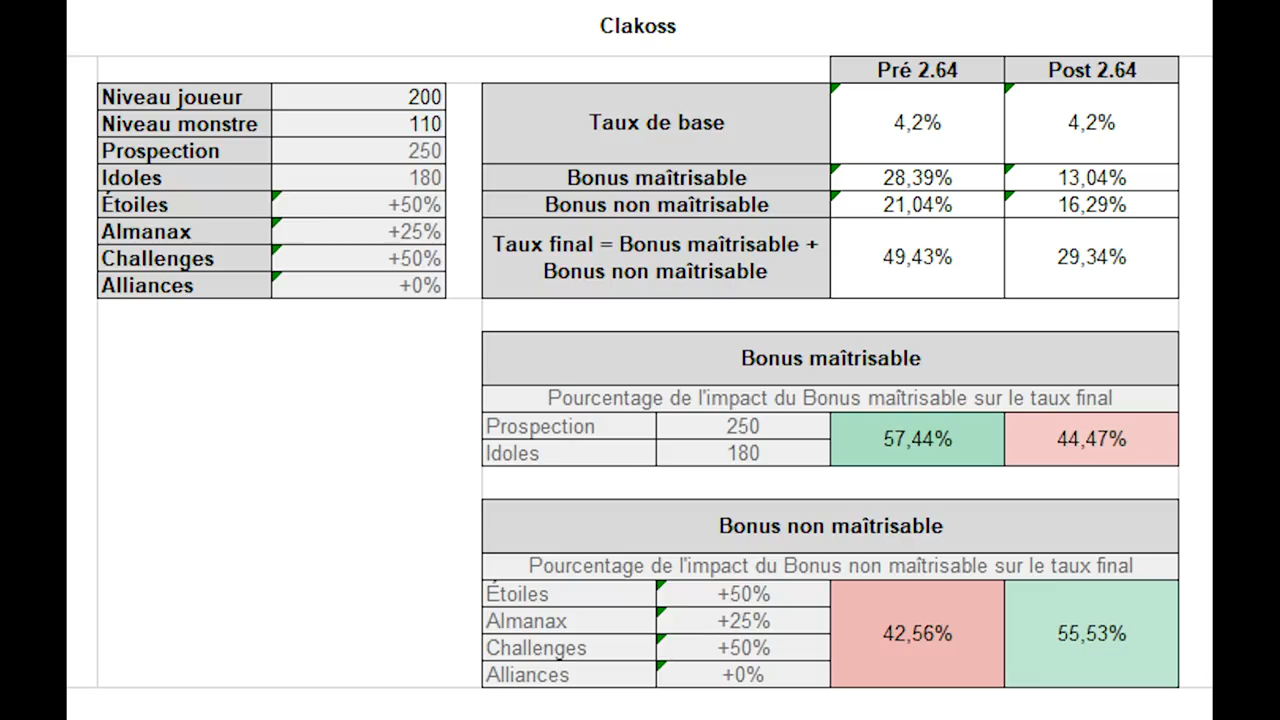 Clakoss
Pré 2.64 Post 2.64
Niveau joueur 200
Niveau monstre 110
Prospection 250
Idoles 180
Étoiles +50%
Almanax +25%
Challenges +50%
Alliances +0%
Taux de base 4,2% 4,2%
Bonus maîtrisable 28,39% 13,04%
Bonus non maîtrisable 21,04% 16,29%
Taux final = Bonus maîtrisable +
Bonus non maîtrisable
49,43% 29,34%
Bonus maîtrisable
Pourcentage de l'impact du Bonus maîtrisable sur le taux final
Prospection 250
Idoles 180
57,44% 44,47%
Bonus non maîtrisable
Pourcentage de l'impact du Bonus non maîtrisable sur le taux final
Étoiles +50%
Almanax +25%
Challenges +50%
Alliances +0%
42,56% 55,53%